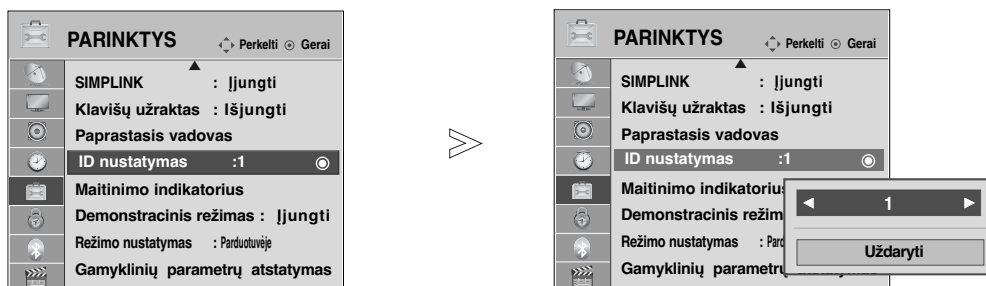 PARINKTYS Perkelti Gerai
SIMPLINK : Įjungti
Klavišų užraktas : Išjungti
Paprastasis vadovas
ID nustatymas :1
Maitinimo indikatorius
Demonstracinis režimas : Įjungti
Režimo nustatymas : Parduotuvėje
Gamyklinių parametrų atstatymas
PARINKTYS Perkelti Gerai
SIMPLINK : Įjungti
Klavišų užraktas : Išjungti
Paprastasis vadovas
ID nustatymas :1
Maitinimo indikatorius
Demonstracinis režim
Režimo nustatymas : Pard
Gamyklinių parametrų
1
Uždaryti